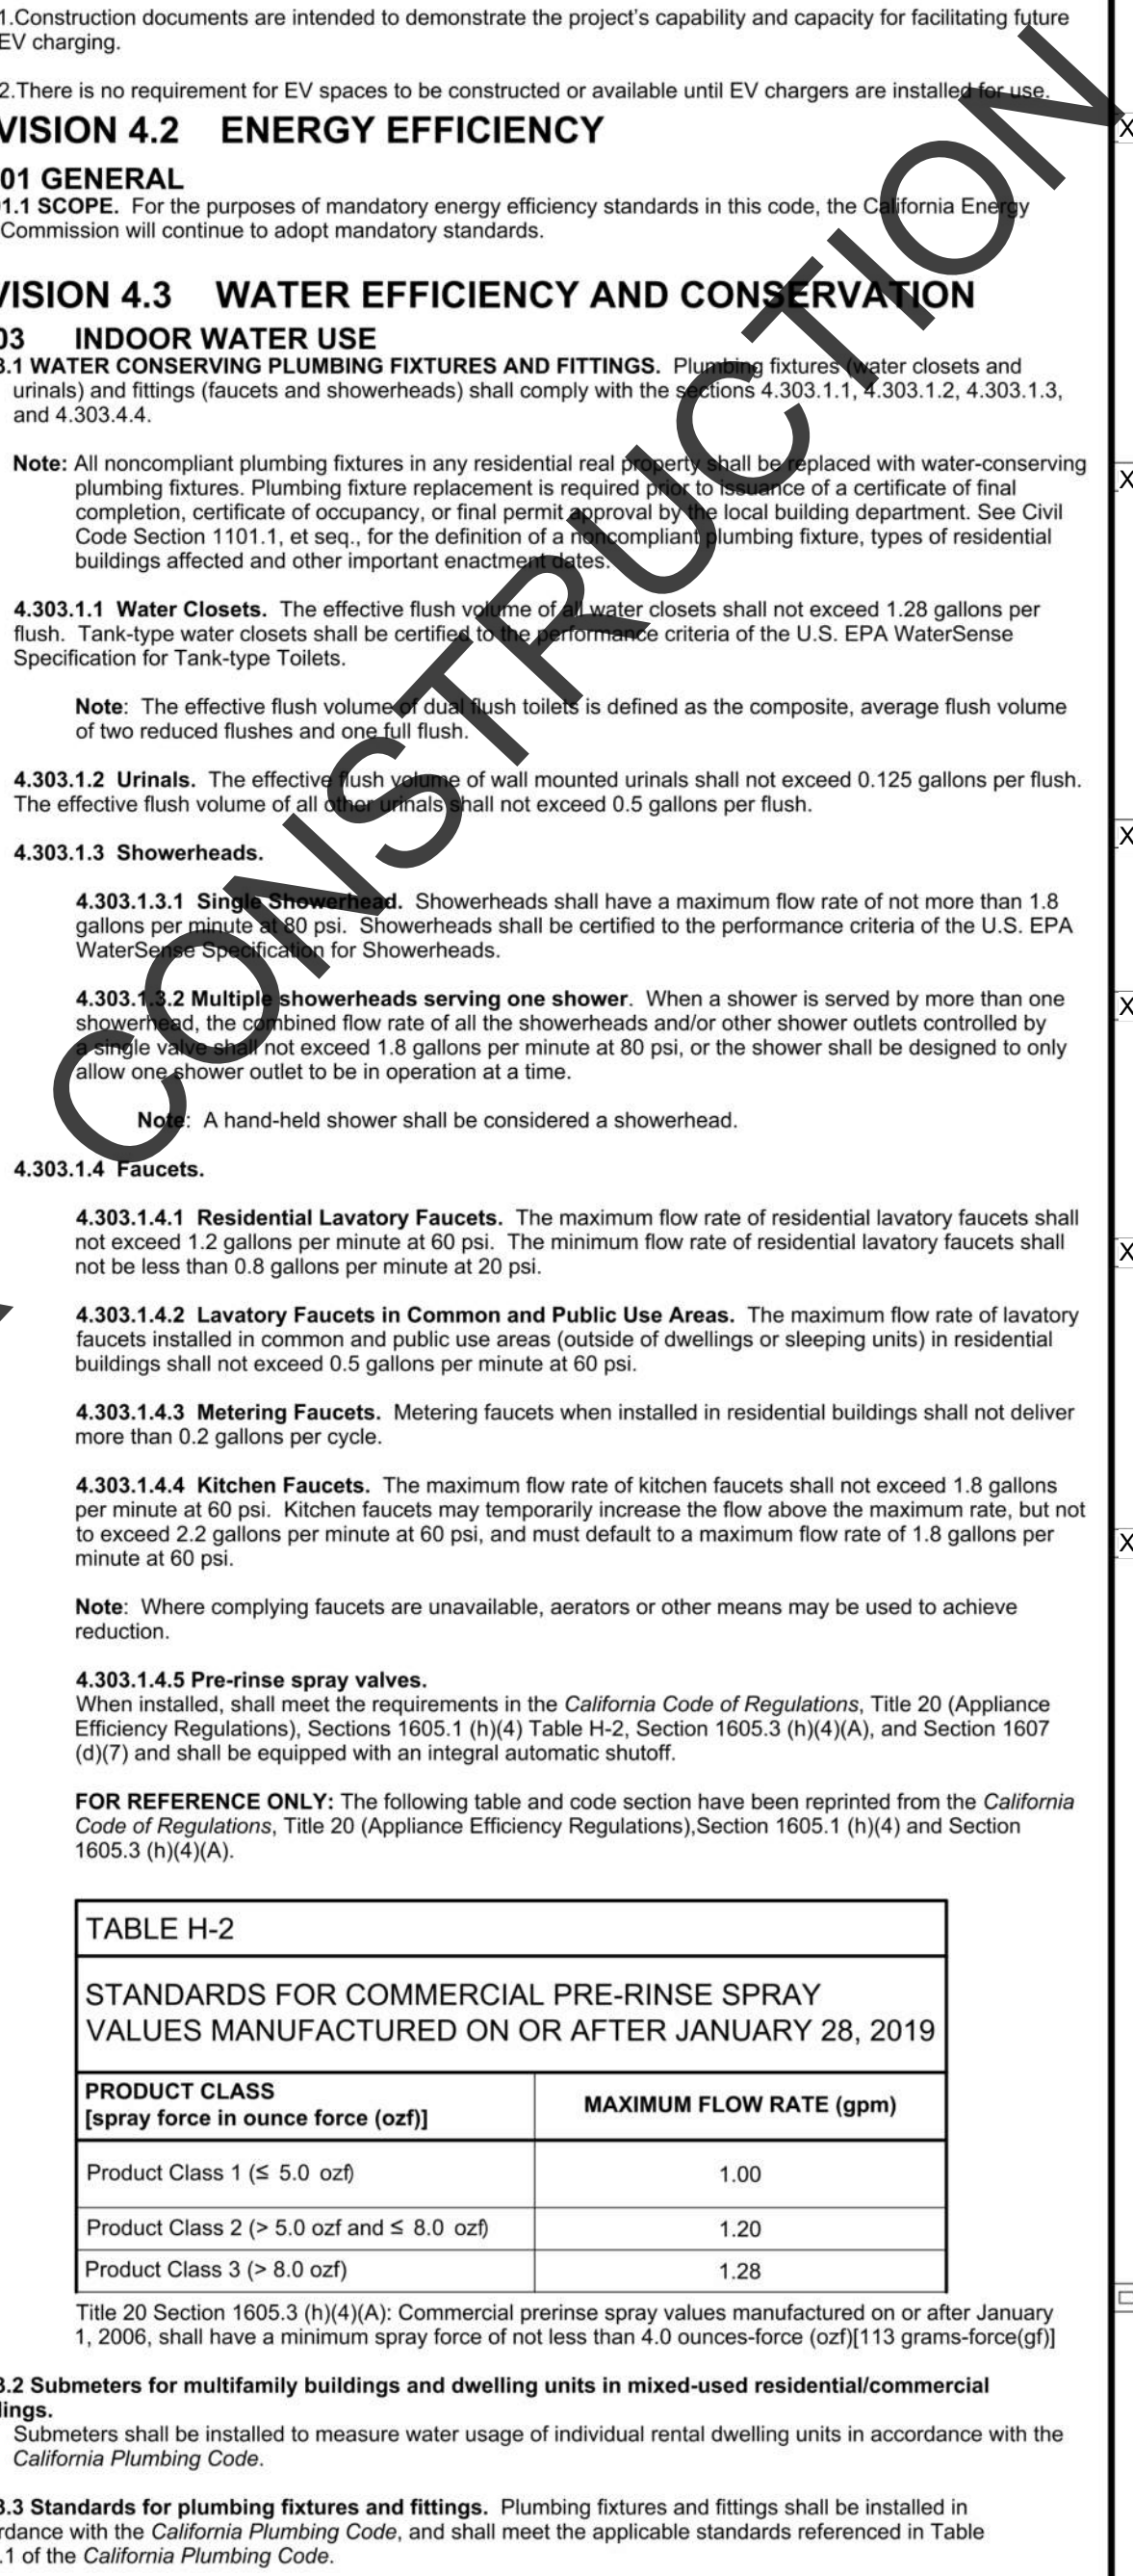 1.Construction documents are intended to demonstrate the project's capability and capacity for facilitating future
EV charging.
2.There is no requirement for EV spaces to be constructed or available until EV chargers are installed for use.
VISION 4.2 ENERGY EFFICIENCY
01 GENERAL
1.1 SCOPE. For the purposes of mandatory energy efficiency standards in this code, the California Energy
Commission will continue to adopt mandatory standards.
VISION 4.3 WATER EFFICIENCY AND CONSERVATION
03 INDOOR WATER USE
3.1 WATER CONSERVING PLUMBING FIXTURES AND FITTINGS. Plumbing fixtures (water closets and
urinals) and fittings (faucets and showerheads) shall comply with the sections 4.303.1.1, 4.303.1.2, 4.303.1.3,
and 4.303.4.4.
Note: All noncompliant plumbing fixtures in any residential real property shall be replaced with water-conserving
plumbing fixtures. Plumbing fixture replacement is required prior to issuance of a certificate of final
completion, certificate of occupancy, or final permit approval by the local building department. See Civil
Code Section 1101.1, et seq., for the definition of a noncompliant plumbing fixture, types of residential
buildings affected and other important enactment dates.
4.303.1.1 Water Closets. The effective flush volume of all water closets shall not exceed 1.28 gallons per
flush. Tank-type water closets shall be certified to the performance criteria of the U.S. EPA WaterSense
Specification for Tank-type Toilets.
Note: The effective flush volume of dual flush toilets is defined as the composite, average flush volume
of two reduced flushes and one full flush.
4.303.1.2 Urinals. The effective flush volume of wall mounted urinals shall not exceed 0.125 gallons per flush.
The effective flush volume of all other urinals shall not exceed 0.5 gallons per flush.
4.303.1.3 Showerheads.
4.303.1.3.1 Single Showerhead. Showerheads shall have a maximum flow rate of not more than 1.8
gallons per minute at 80 psi. Showerheads shall be certified to the performance criteria of the U.S. EPA
WaterSense Specification for Showerheads.
4.303.1.3.2 Multiple showerheads serving one shower. When a shower is served by more than one
showerhead, the combined flow rate of all the showerheads and/or other shower outlets controlled by
a single valve shall not exceed 1.8 gallons per minute at 80 psi, or the shower shall be designed to only
allow one shower outlet to be in operation at a time.
Note: A hand-held shower shall be considered a showerhead.
4.303.1.4 Faucets.
4.303.1.4.1 Residential Lavatory Faucets. The maximum flow rate of residential lavatory faucets shall
not exceed 1.2 gallons per minute at 60 psi. The minimum flow rate of residential lavatory faucets shall
not be less than 0.8 gallons per minute at 20 psi.
4.303.1.4.2 Lavatory Faucets in Common and Public Use Areas. The maximum flow rate of lavatory
faucets installed in common and public use areas (outside of dwellings or sleeping units) in residential
buildings shall not exceed 0.5 gallons per minute at 60 psi.
4.303.1.4.3 Metering Faucets. Metering faucets when installed in residential buildings shall not deliver
more than 0.2 gallons per cycle.
4.303.1.4.4 Kitchen Faucets. The maximum flow rate of kitchen faucets shall not exceed 1.8 gallons
per minute at 60 psi. Kitchen faucets may temporarily increase the flow above the maximum rate, but not
to exceed 2.2 gallons per minute at 60 psi, and must default to a maximum flow rate of 1.8 gallons per
minute at 60 psi.
Note: Where complying faucets are unavailable, aerators or other means may be used to achieve
reduction.
4.303.1.4.5 Pre-rinse spray valves.
When installed, shall meet the requirements in the California Code of Regulations, Title 20 (Appliance
Efficiency Regulations), Sections 1605.1 (h)(4) Table H-2, Section 1605.3 (h)(4)(A), and Section 1607
(d)(7) and shall be equipped with an integral automatic shutoff.
FOR REFERENCE ONLY: The following table and code section have been reprinted from the California
Code of Regulations, Title 20 (Appliance Efficiency Regulations),Section 1605.1 (h)(4) and Section
1605.3 (h)(4)(A).
TABLE H-2
STANDARDS FOR COMMERCIAL PRE-RINSE SPRAY
VALUES MANUFACTURED ON OR AFTER JANUARY 28, 2019
PRODUCT CLASS
[spray force in ounce force (ozf)]
MAXIMUM FLOW RATE (gpm)
Product Class 1 (≤ 5.0 ozf) 1.00
Product Class 2 (> 5.0 ozf and ≤ 8.0 ozf) 1.20
Product Class 3 (> 8.0 ozf) 1.28
Title 20 Section 1605.3 (h)(4)(A): Commercial prerinse spray values manufactured on or after January
1, 2006, shall have a minimum spray force of not less than 4.0 ounces-force (ozf)[113 grams-force(gf)]
3.2 Submeters for multifamily buildings and dwelling units in mixed-used residential/commercial
lings.
Submeters shall be installed to measure water usage of individual rental dwelling units in accordance with the
California Plumbing Code.
3.3 Standards for plumbing fixtures and fittings. Plumbing fixtures and fittings shall be installed in
rdance with the California Plumbing Code, and shall meet the applicable standards referenced in Table
.1 of the California Plumbing Code.
CONSTRUCTION
X
X
X
X
X
X